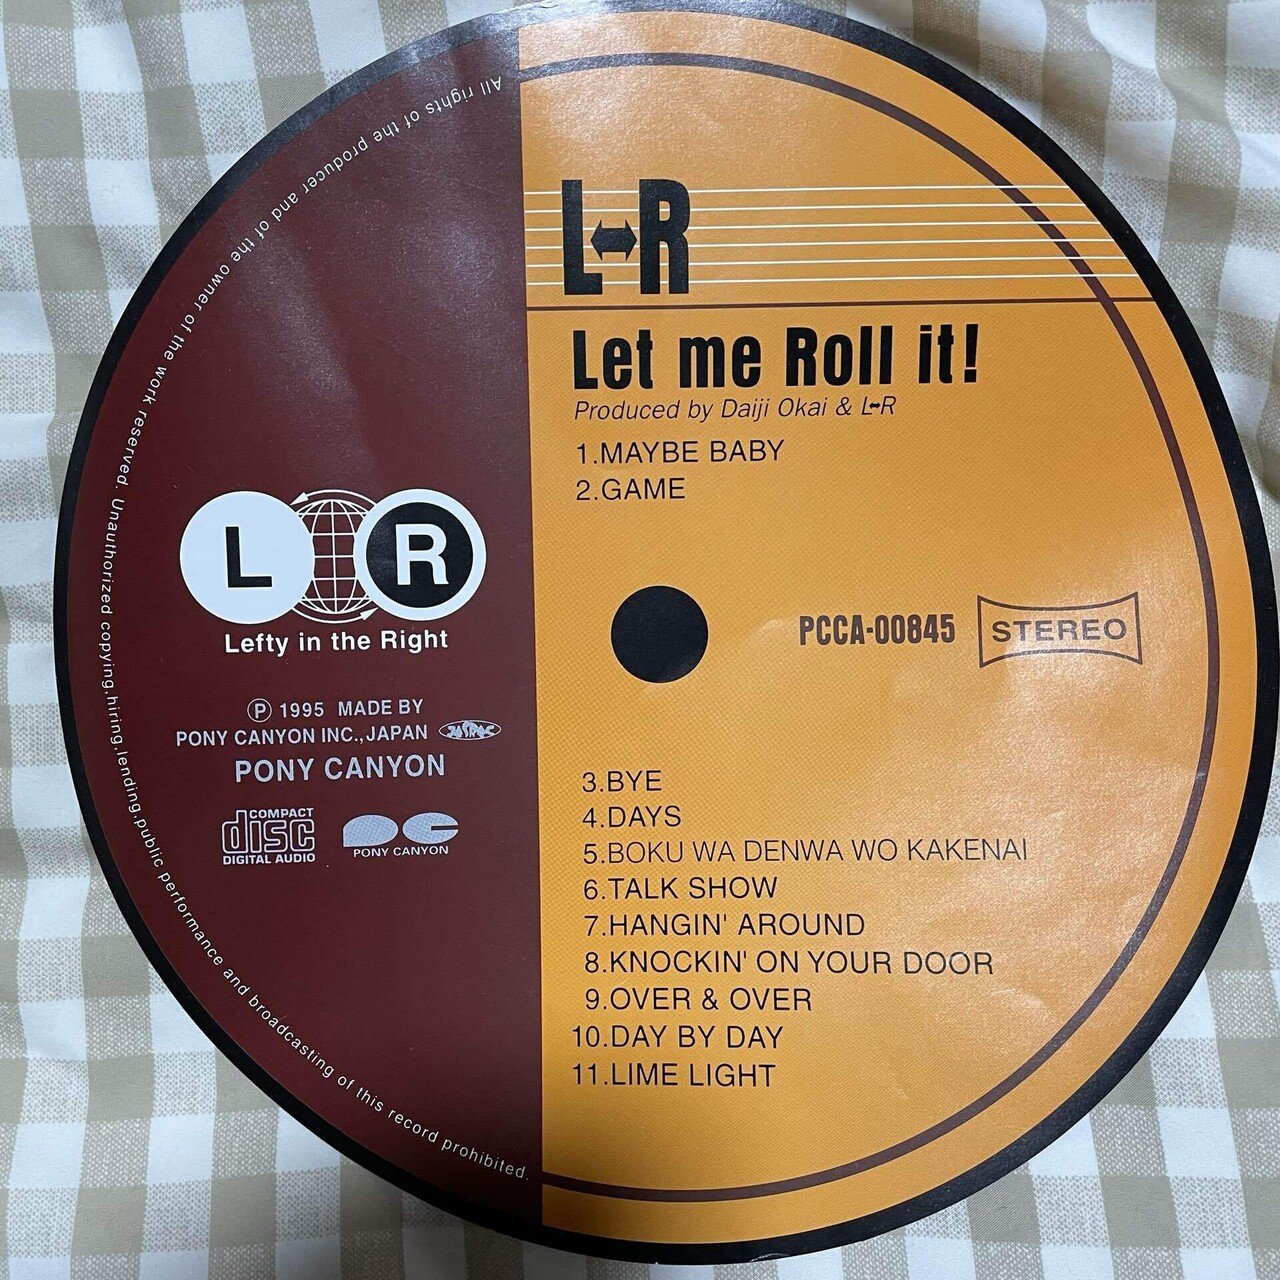 All rights of the producer and of the owner of the work reserved. Unauthorized copying,hiring,lending,public performance and broadcasting of this record prohibited.
L↔R
Let me Roll it!
Produced by Daiji Okai & L↔R
1.MAYBE BABY
2.GAME
L R
Lefty in the Right
PCCA-00845
STEREO
Ⓟ 1995 MADE BY
PONY CANYON INC.,JAPAN JASRAC
PONY CANYON
COMPACT
disc
DIGITAL AUDIO
PC
PONY CANYON
3.BYE
4.DAYS
5.BOKU WA DENWA WO KAKENAI
6.TALK SHOW
7.HANGIN' AROUND
8.KNOCKIN' ON YOUR DOOR
9.OVER & OVER
10.DAY BY DAY
11.LIME LIGHT